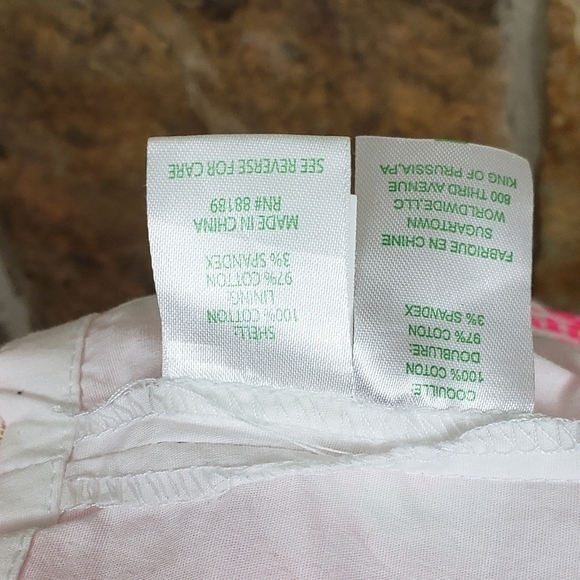 SHELL:
100% COTTON
LINING:
97% COTTON
3% SPANDEX
MADE IN CHINA
RN# 88189
SEE REVERSE FOR CARE
COQUILLE:
100% COTON
DOUBLURE:
97% COTON
3% SPANDEX
FABRIQUE EN CHINE
SUGARTOWN
WORLDWIDE,LLC
800 THIRD AVENUE
KING OF PRUSSIA,PA